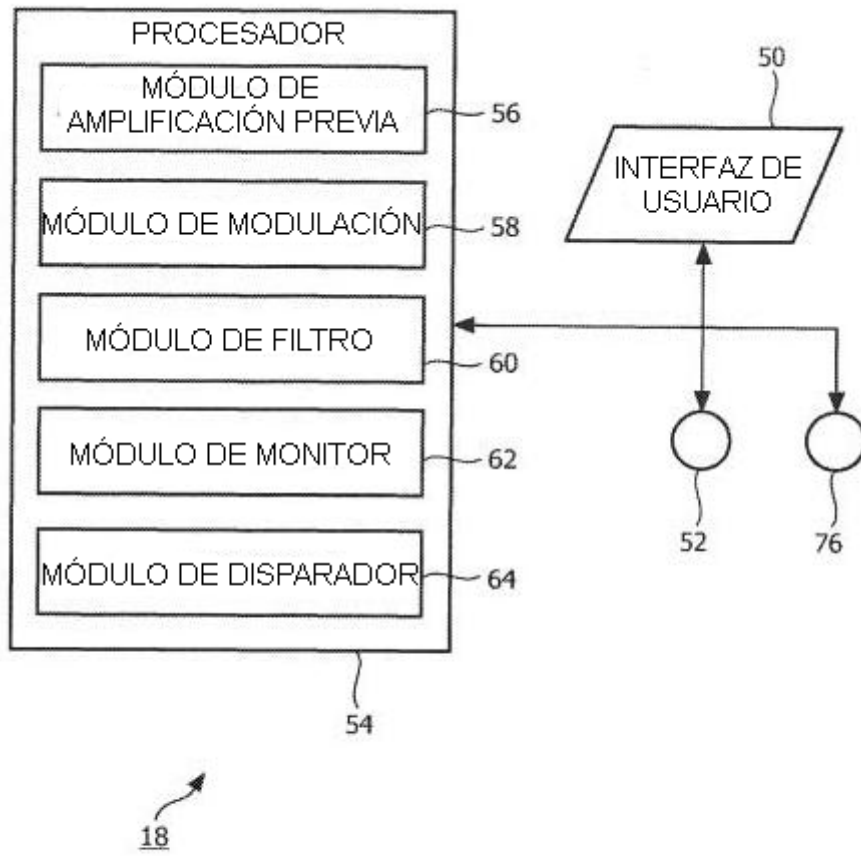 PROCESADOR
MÓDULO DE
AMPLIFICACIÓN PREVIA
56
MÓDULO DE MODULACIÓN
58
MÓDULO DE FILTRO
60
MÓDULO DE MONITOR
62
MÓDULO DE DISPARADOR
64
54
50
INTERFAZ DE
USUARIO
52
76
18